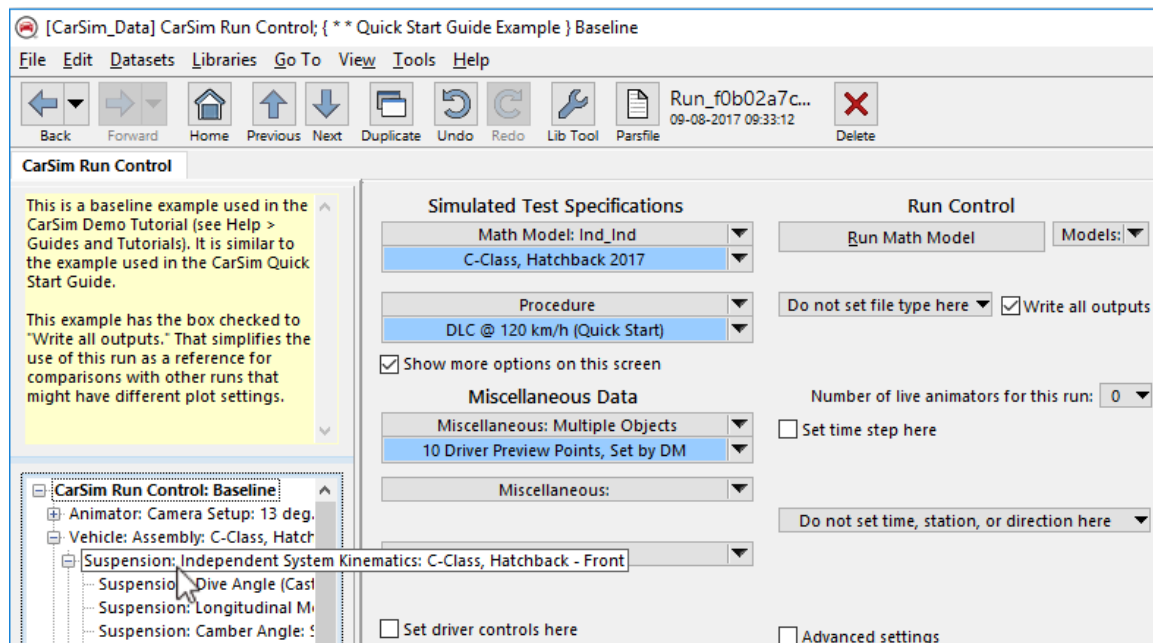 [CarSim_Data] CarSim Run Control; { * * Quick Start Guide Example } Baseline
File Edit Datasets Libraries Go To View Tools Help
Back Forward Home Previous Next Duplicate Undo Redo Lib Tool Parsfile Run_f0b02a7c... 09-08-2017 09:33:12 Delete
CarSim Run Control
This is a baseline example used in the
CarSim Demo Tutorial (see Help >
Guides and Tutorials). It is similar to
the example used in the CarSim Quick
Start Guide.
This example has the box checked to
"Write all outputs." That simplifies the
use of this run as a reference for
comparisons with other runs that
might have different plot settings.
CarSim Run Control: Baseline
Animator: Camera Setup: 13 deg.
Vehicle: Assembly: C-Class, Hatch
Suspension: Independent System Kinematics: C-Class, Hatchback - Front
Suspension: Dive Angle (Cast
Suspension: Longitudinal M
Suspension: Camber Angle:
Simulated Test Specifications
Math Model: Ind_Ind
C-Class, Hatchback 2017
Procedure
DLC @ 120 km/h (Quick Start)
Show more options on this screen
Miscellaneous Data
Miscellaneous: Multiple Objects
10 Driver Preview Points, Set by DM
Miscellaneous:
Set driver controls here
Run Control
Run Math Model Models:
Do not set file type here Write all outputs
Number of live animators for this run: 0
Set time step here
Do not set time, station, or direction here
Advanced settings